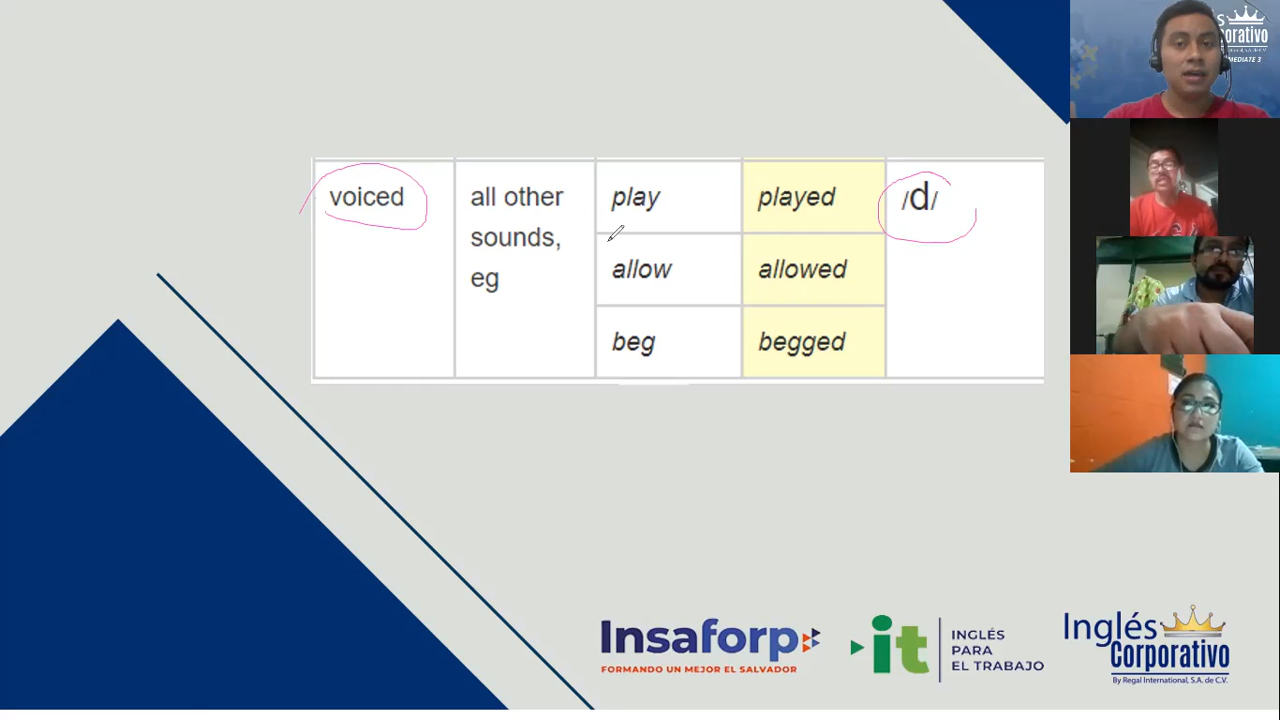 voiced
all other
sounds,
eg
play
played
/d/
allow
allowed
beg
begged
Insaforp
FORMANDO UN MEJOR EL SALVADOR
it
INGLÉS
PARA
EL TRABAJO
Inglés
Corporativo
By Regal International, S.A. de C.V.